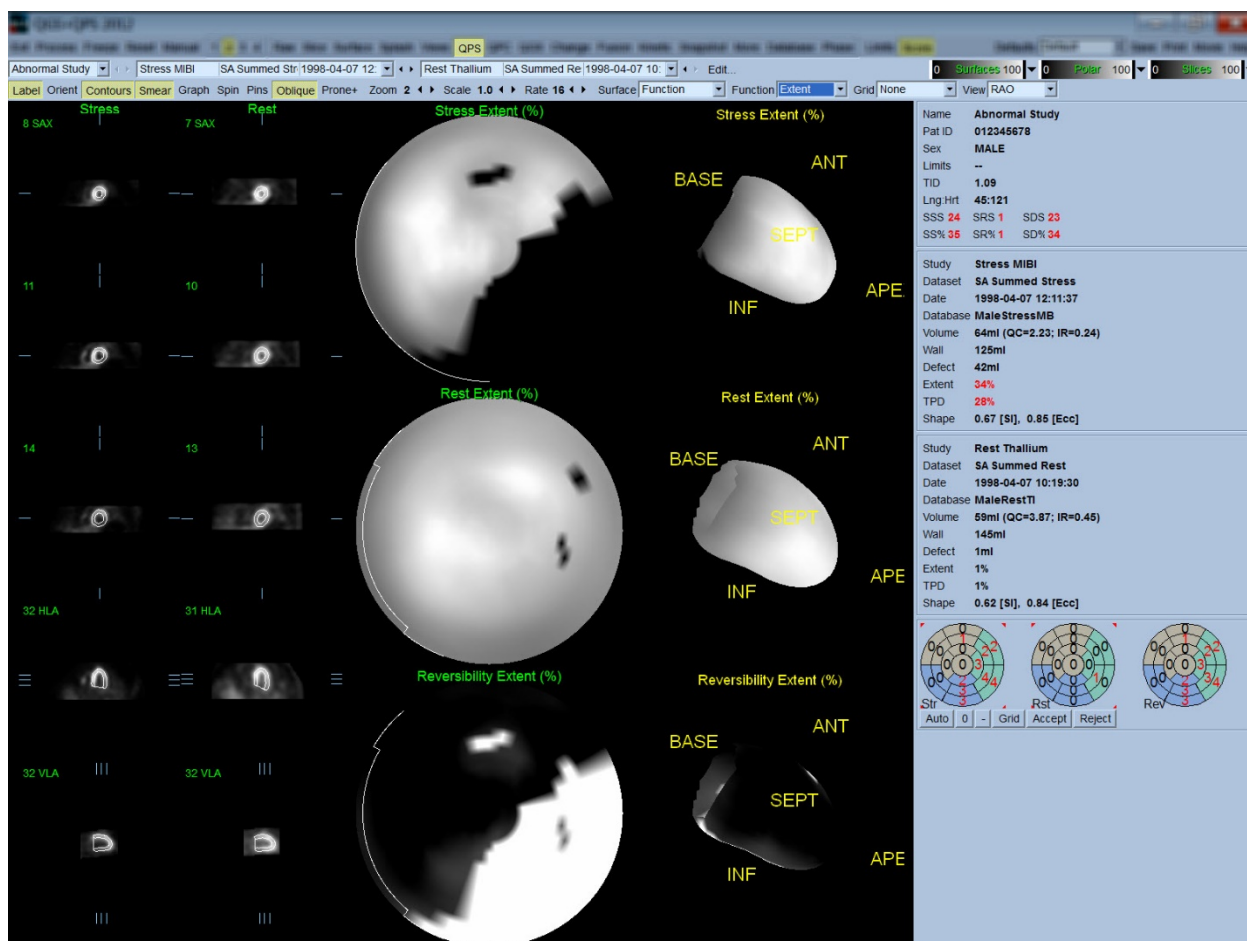 QGS+QPS 2012
QPS
Abnormal Study Stress MIBI SA Summed Str 1998-04-07 12: Rest Thallium SA Summed Re 1998-04-07 10: Edit... 0 Surfaces 100 0 Polar 100 0 Slices 100
Label Orient Contours Smear Graph Spin Pins Oblique Prone+ Zoom 2 Scale 1.0 Rate 16 Surface Function Function Extent Grid None View RAO
Stress Rest
8 SAX 7 SAX
11 10
14 13
32 HLA 31 HLA
32 VLA 32 VLA
Stress Extent (%) Stress Extent (%)
ANT
BASE
SEPT
APE
INF
Rest Extent (%) Rest Extent (%)
ANT
BASE
SEPT
APE
INF
Reversibility Extent (%) Reversibility Extent (%)
ANT
BASE
SEPT
APE
INF
Name Abnormal Study
Pat ID 012345678
Sex MALE
Limits --
TID 1.09
Lng:Hrt 45:121
SSS 24 SRS 1 SDS 23
SS% 35 SR% 1 SD% 34
Study Stress MIBI
Dataset SA Summed Stress
Date 1998-04-07 12:11:37
Database MaleStressMB
Volume 64ml (QC=2.23; IR=0.24)
Wall 125ml
Defect 42ml
Extent 34%
TPD 28%
Shape 0.67 [SI], 0.85 [Ecc]
Study Rest Thallium
Dataset SA Summed Rest
Date 1998-04-07 10:19:30
Database MaleRestTl
Volume 59ml (QC=3.87; IR=0.45)
Wall 145ml
Defect 1ml
Extent 1%
TPD 1%
Shape 0.62 [SI], 0.84 [Ecc]
Str Rst Rev
Auto 0 - Grid Accept Reject